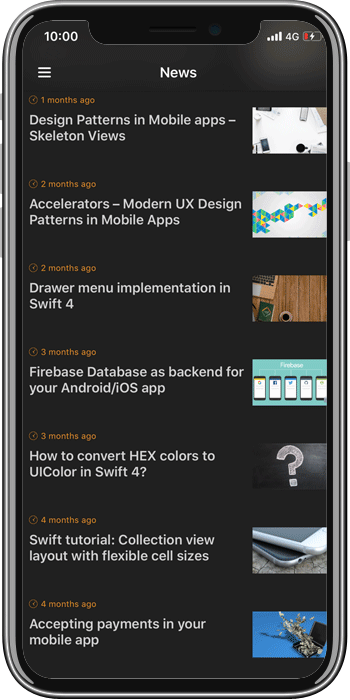 10:00
4G
News
1 months ago
Design Patterns in Mobile apps –
Skeleton Views
2 months ago
Accelerators – Modern UX Design
Patterns in Mobile Apps
2 months ago
Drawer menu implementation in
Swift 4
3 months ago
Firebase Database as backend for
your Android/iOS app
Firebase
3 months ago
How to convert HEX colors to
UIColor in Swift 4?
?
4 months ago
Swift tutorial: Collection view
layout with flexible cell sizes
4 months ago
Accepting payments in your
mobile app